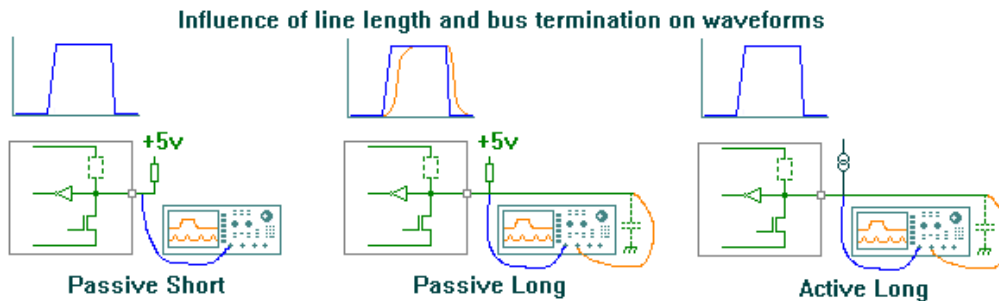 Influence of line length and bus termination on waveforms
+5v
+5v
Passive Short
Passive Long
Active Long